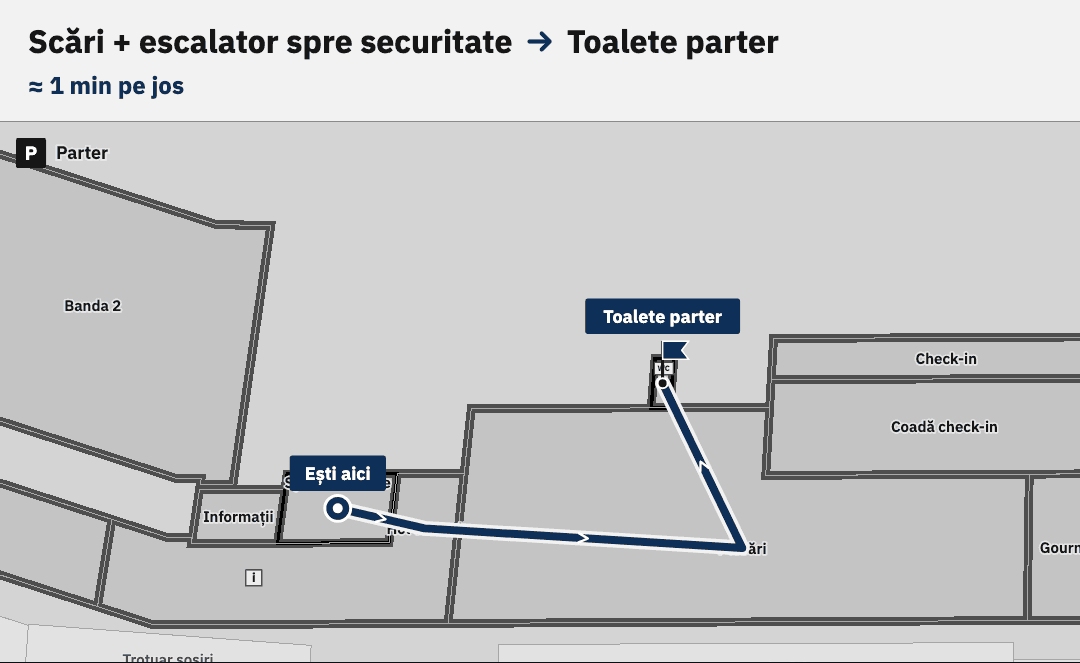 Scări + escalator spre securitate → Toalete parter
≈ 1 min pe jos
P Parter
Banda 2
Toalete parter
WC
Check-in
Coadă check-in
Ești aici
Informații
i
Trotuar sosiri